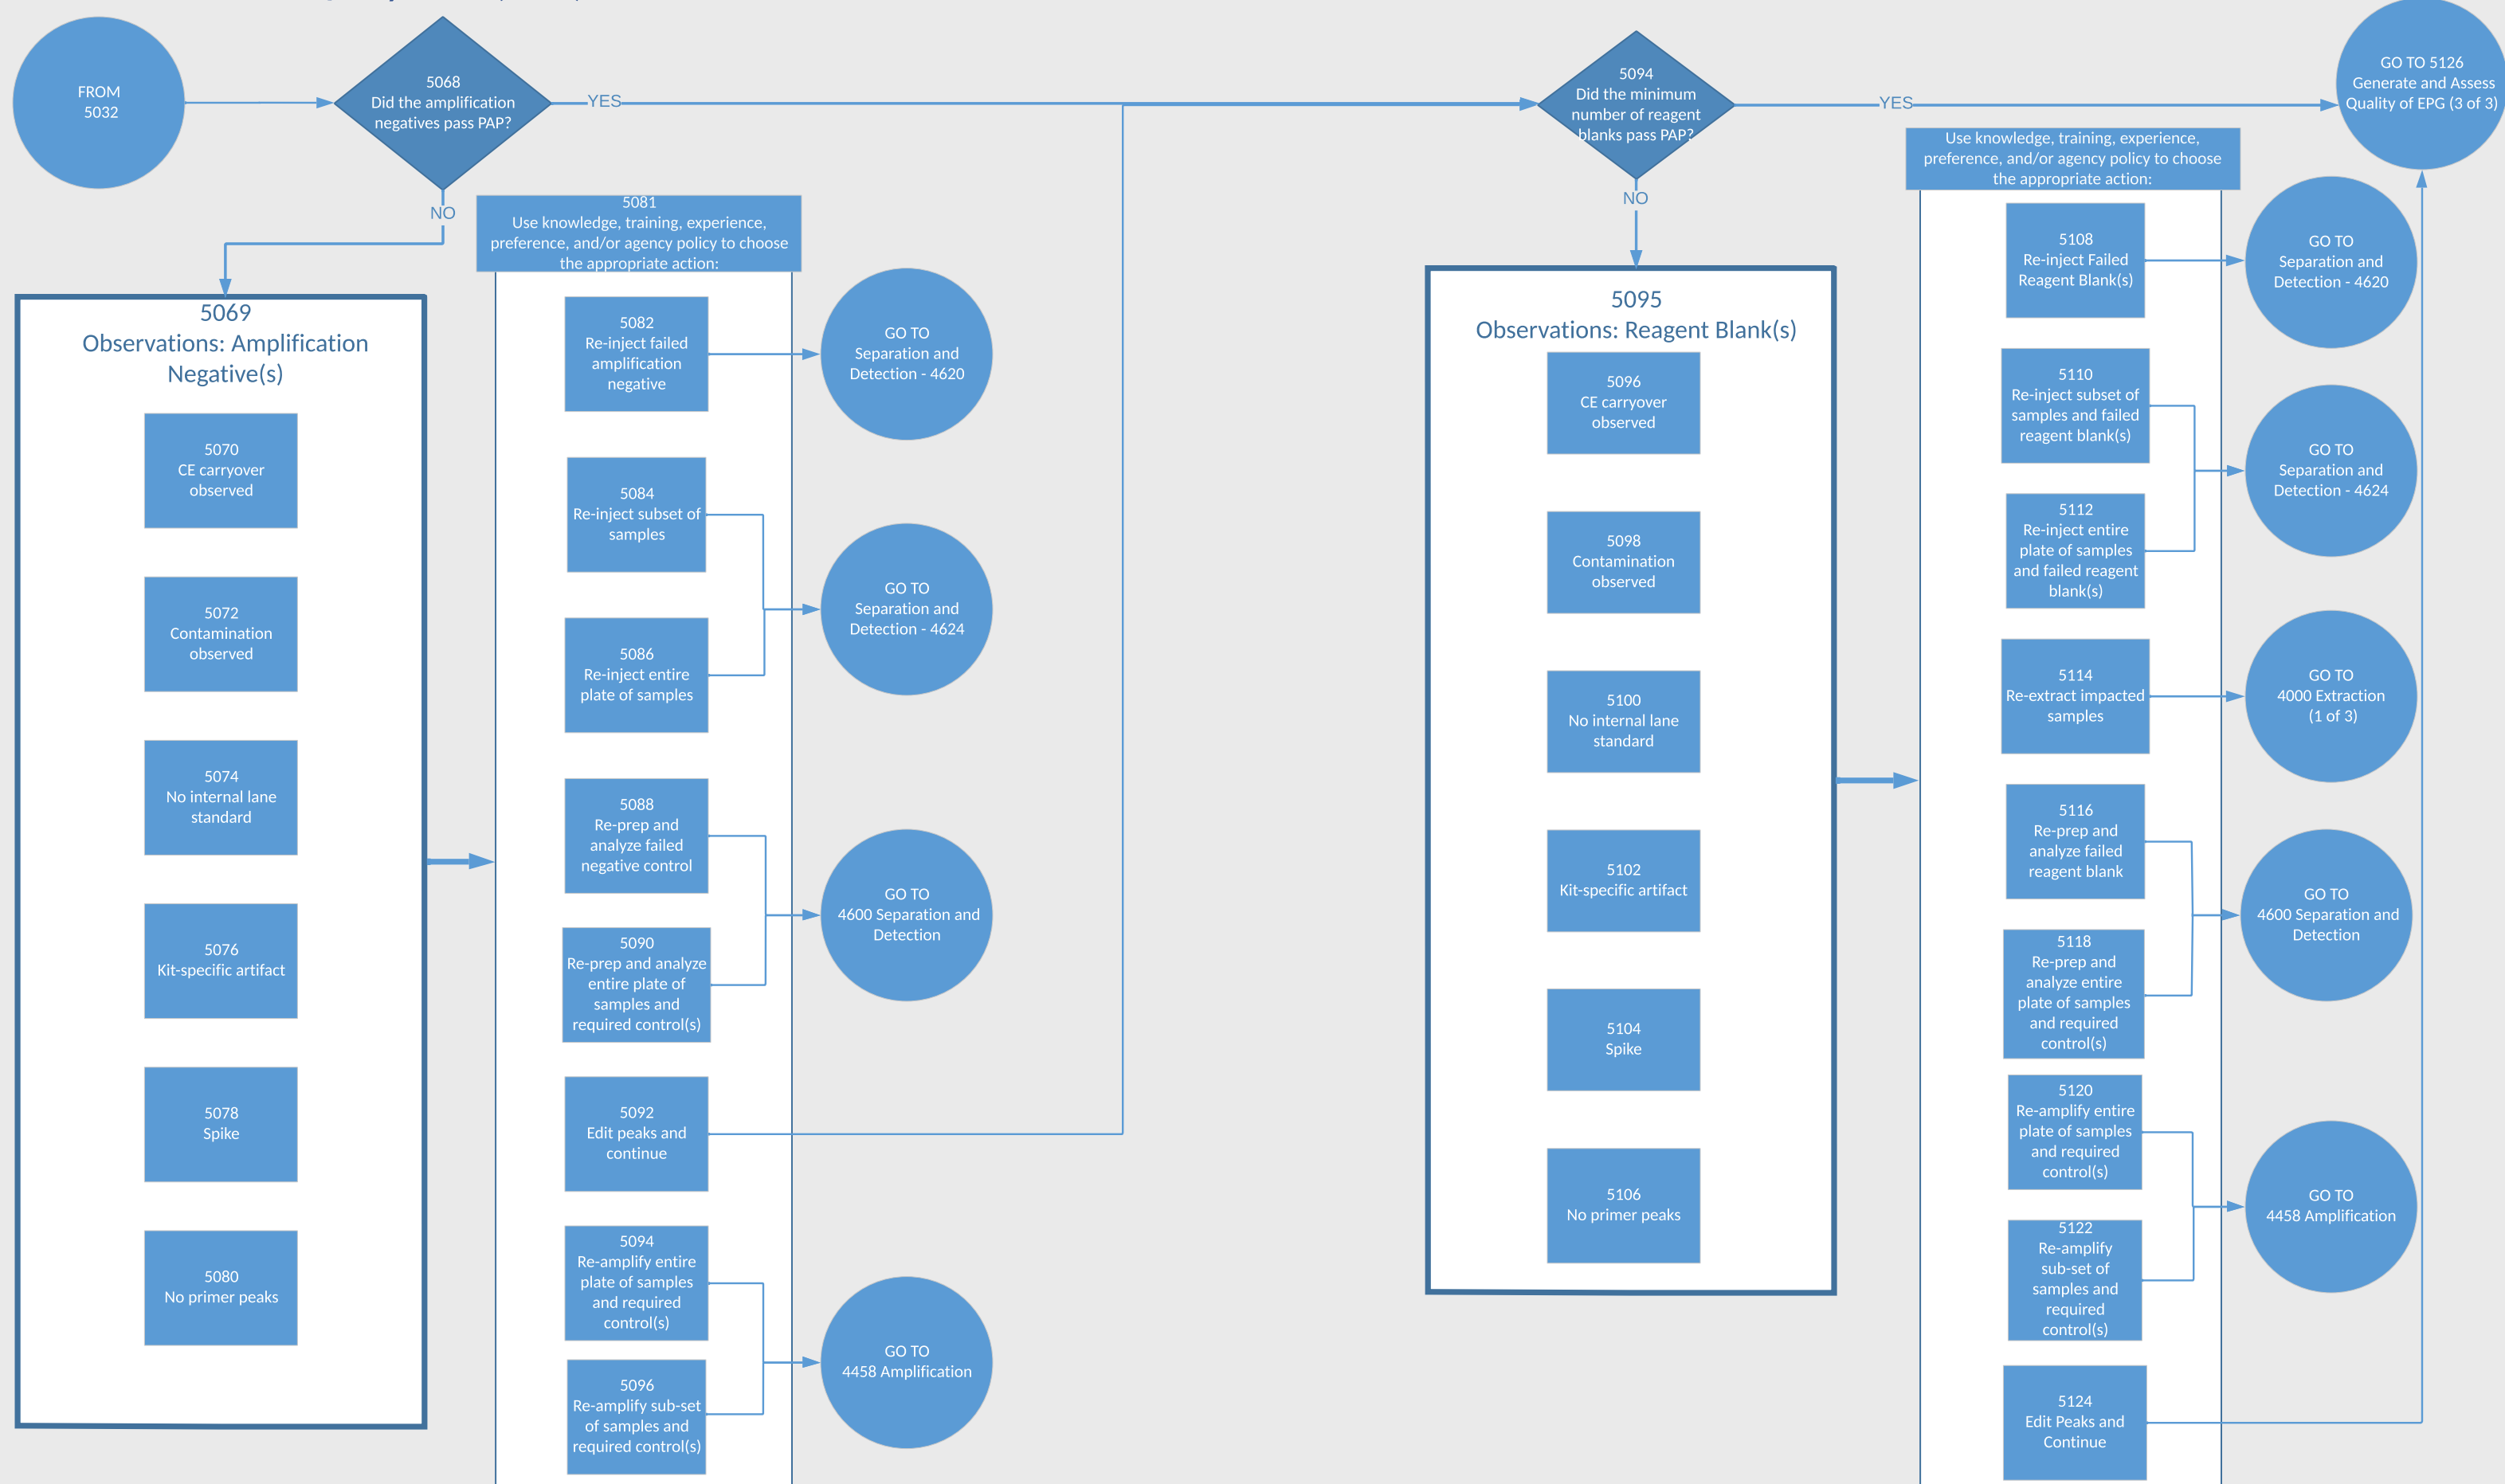 FROM
5032
5068
Did the amplification
negatives pass PAP?
YES
NO
5094
Did the minimum
number of reagent
blanks pass PAP?
YES
NO
GO TO 5126
Generate and Assess
Quality of EPG (3 of 3)
5069
Observations: Amplification
Negative(s)
5070
CE carryover
observed
5072
Contamination
observed
5074
No internal lane
standard
5076
Kit-specific artifact
5078
Spike
5080
No primer peaks
5081
Use knowledge, training, experience,
preference, and/or agency policy to choose
the appropriate action:
5082
Re-inject failed
amplification
negative
GO TO
Separation and
Detection - 4620
5084
Re-inject subset of
samples
5086
Re-inject entire
plate of samples
GO TO
Separation and
Detection - 4624
5088
Re-prep and
analyze failed
negative control
5090
Re-prep and analyze
entire plate of
samples and
required control(s)
GO TO
4600 Separation and
Detection
5092
Edit peaks and
continue
5094
Re-amplify entire
plate of samples
and required
control(s)
5096
Re-amplify sub-set
of samples and
required control(s)
GO TO
4458 Amplification
5095
Observations: Reagent Blank(s)
5096
CE carryover
observed
5098
Contamination
observed
5100
No internal lane
standard
5102
Kit-specific artifact
5104
Spike
5106
No primer peaks
Use knowledge, training, experience,
preference, and/or agency policy to choose
the appropriate action:
5108
Re-inject Failed
Reagent Blank(s)
GO TO
Separation and
Detection - 4620
5110
Re-inject subset of
samples and failed
reagent blank(s)
5112
Re-inject entire
plate of samples
and failed reagent
blank(s)
GO TO
Separation and
Detection - 4624
5114
Re-extract impacted
samples
GO TO
4000 Extraction
(1 of 3)
5116
Re-prep and
analyze failed
reagent blank
5118
Re-prep and
analyze entire
plate of samples
and required
control(s)
GO TO
4600 Separation and
Detection
5120
Re-amplify entire
plate of samples
and required
control(s)
5122
Re-amplify
sub-set of
samples and
required
control(s)
GO TO
4458 Amplification
5124
Edit Peaks and
Continue